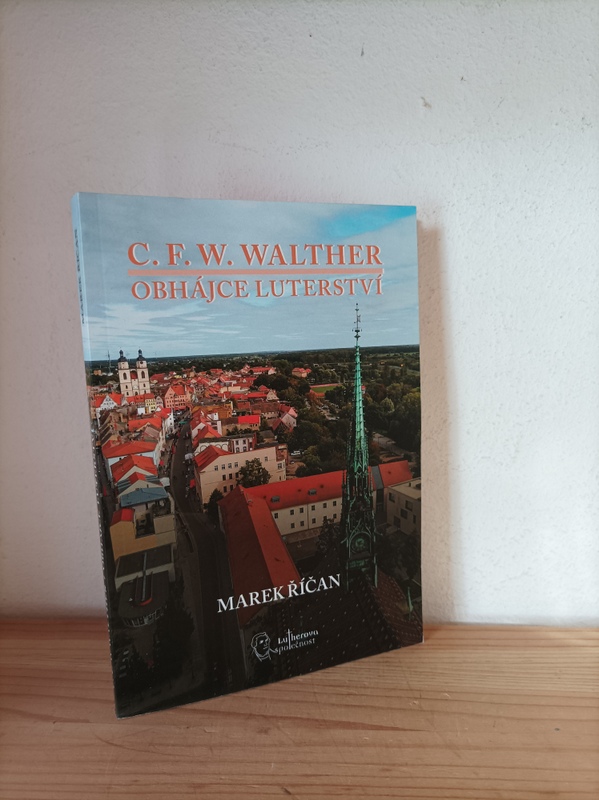 C. F. W. WALTHER
OBHÁJCE LUTERSTVÍ
MAREK ŘÍČAN
Lutherova
společnost